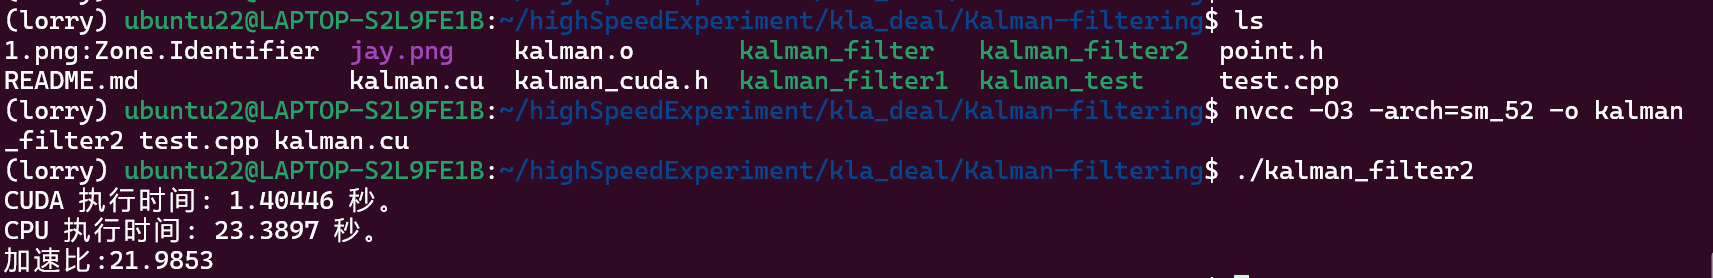 (lorry) ubuntu22@LAPTOP-S2L9FE1B:~/highSpeedExperiment/kla_deal/Kalman-filtering$ ls
1.png:Zone.Identifier  jay.png    kalman.o       kalman_filter   kalman_filter2  point.h
README.md              kalman.cu  kalman_cuda.h  kalman_filter1  kalman_test     test.cpp
(lorry) ubuntu22@LAPTOP-S2L9FE1B:~/highSpeedExperiment/kla_deal/Kalman-filtering$ nvcc -O3 -arch=sm_52 -o kalman
_filter2 test.cpp kalman.cu
(lorry) ubuntu22@LAPTOP-S2L9FE1B:~/highSpeedExperiment/kla_deal/Kalman-filtering$ ./kalman_filter2
CUDA 执行时间: 1.40446 秒。
CPU 执行时间: 23.3897 秒。
加速比:21.9853